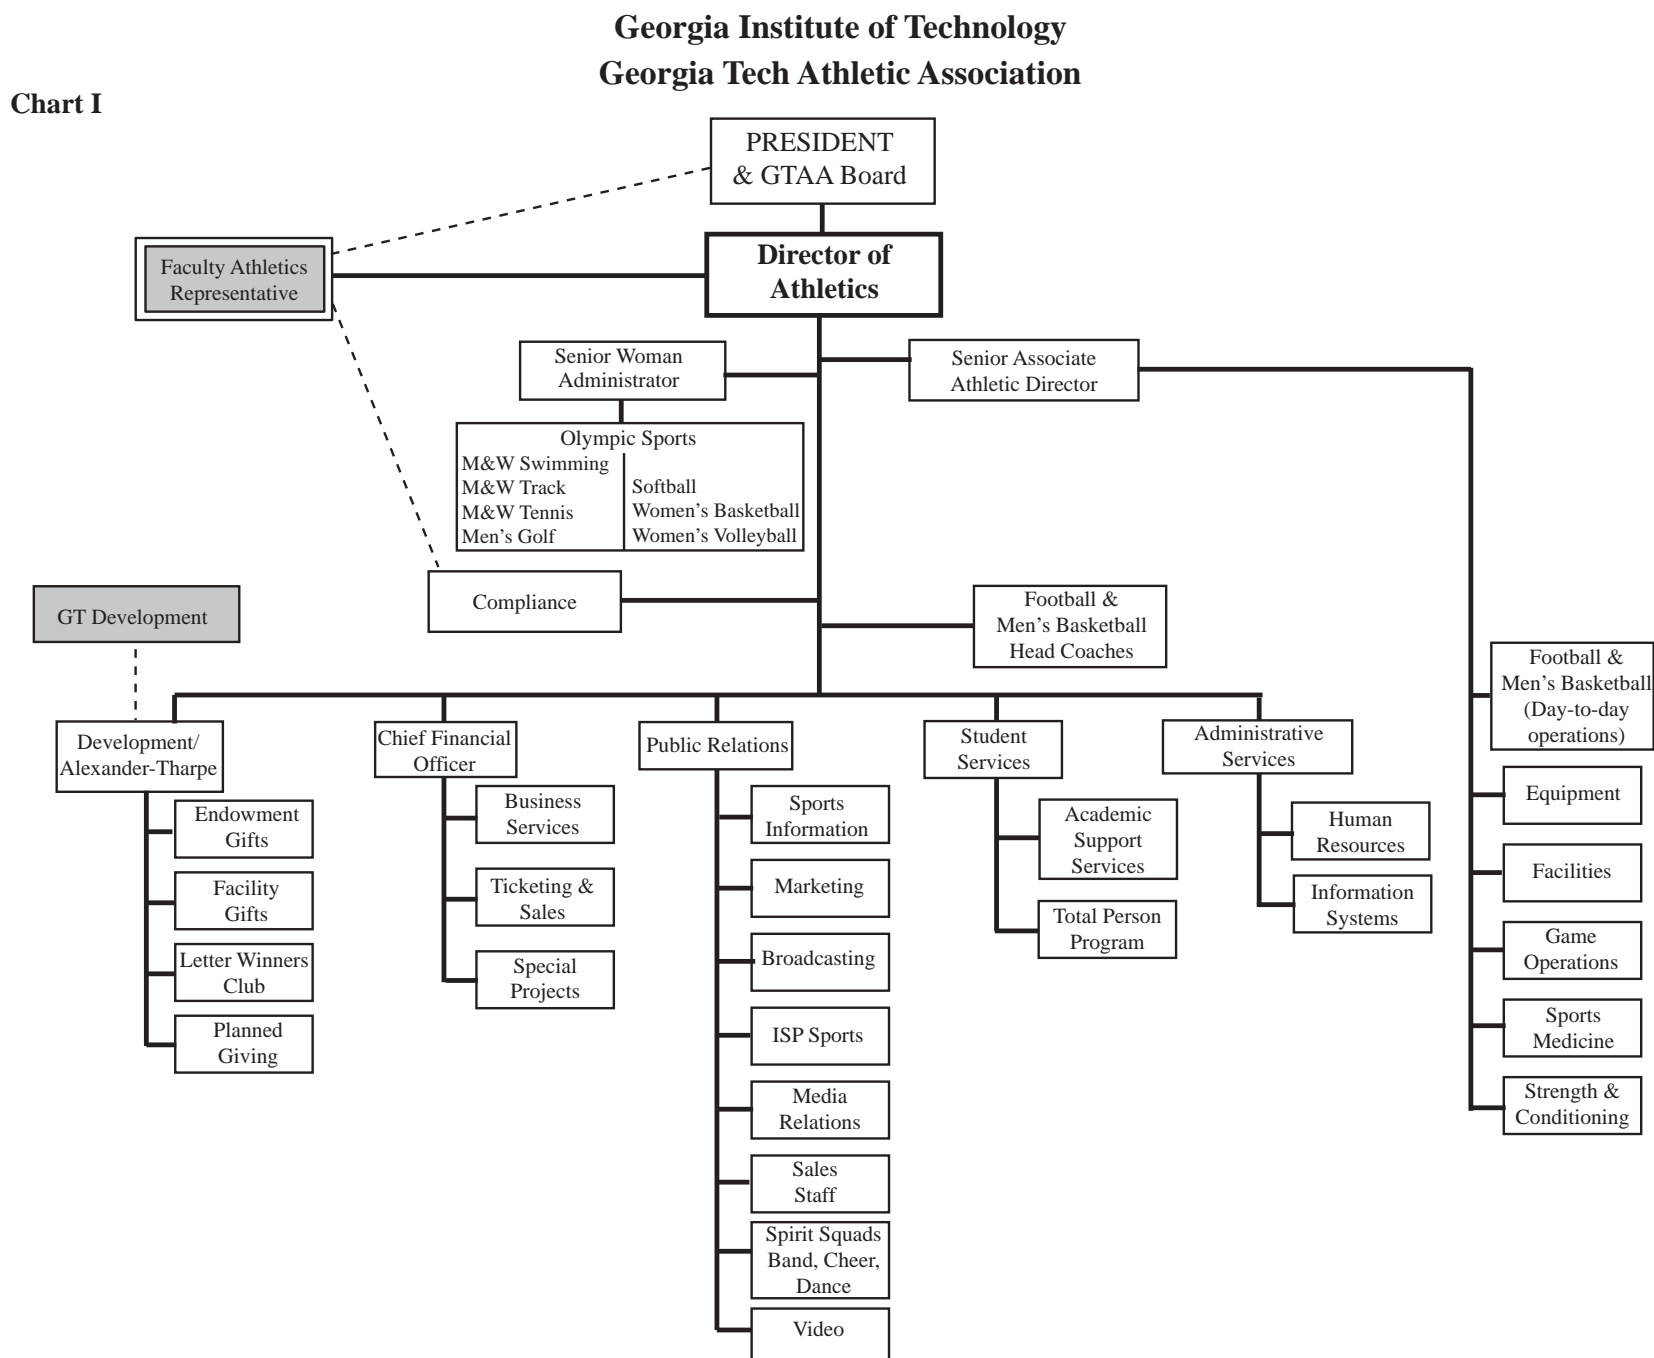 Georgia Institute of Technology
Georgia Tech Athletic Association
Chart I
PRESIDENT
& GTAA Board
Faculty Athletics
Representative
Director of
Athletics
Senior Woman
Administrator
Senior Associate
Athletic Director
Olympic Sports
M&W Swimming
M&W Track
M&W Tennis
Men's Golf
Softball
Women's Basketball
Women's Volleyball
Compliance
GT Development
Football &
Men's Basketball
Head Coaches
Development/
Alexander-Tharpe
Endowment
Gifts
Facility
Gifts
Letter Winners
Club
Planned
Giving
Chief Financial
Officer
Business
Services
Ticketing &
Sales
Special
Projects
Public Relations
Sports
Information
Marketing
Broadcasting
ISP Sports
Media
Relations
Sales
Staff
Spirit Squads
Band, Cheer,
Dance
Video
Student
Services
Academic
Support
Services
Total Person
Program
Administrative
Services
Human
Resources
Information
Systems
Football &
Men's Basketball
(Day-to-day
operations)
Equipment
Facilities
Game
Operations
Sports
Medicine
Strength &
Conditioning